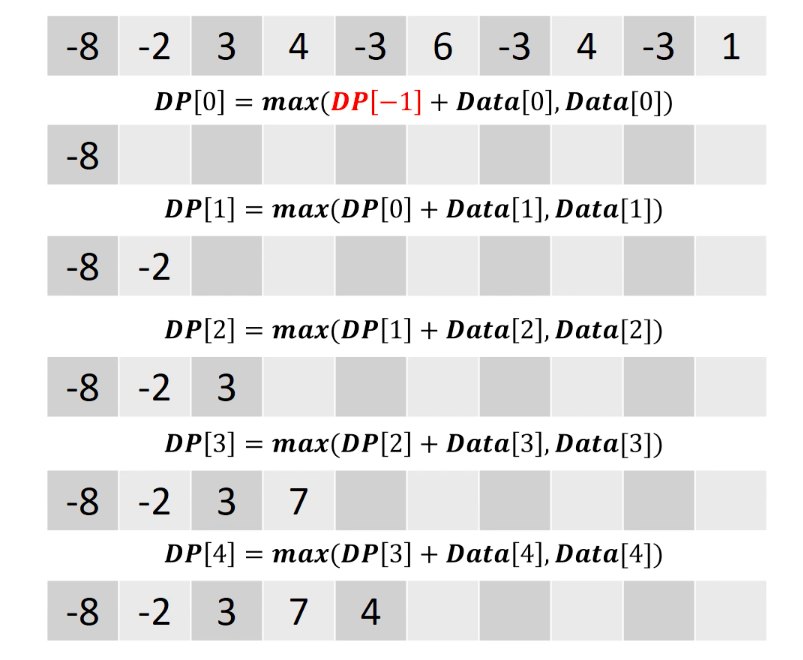 -8 -2 3 4 -3 6 -3 4 -3 1
DP[0] = max(DP[−1] + Data[0], Data[0])
-8
DP[1] = max(DP[0] + Data[1], Data[1])
-8 -2
DP[2] = max(DP[1] + Data[2], Data[2])
-8 -2 3
DP[3] = max(DP[2] + Data[3], Data[3])
-8 -2 3 7
DP[4] = max(DP[3] + Data[4], Data[4])
-8 -2 3 7 4